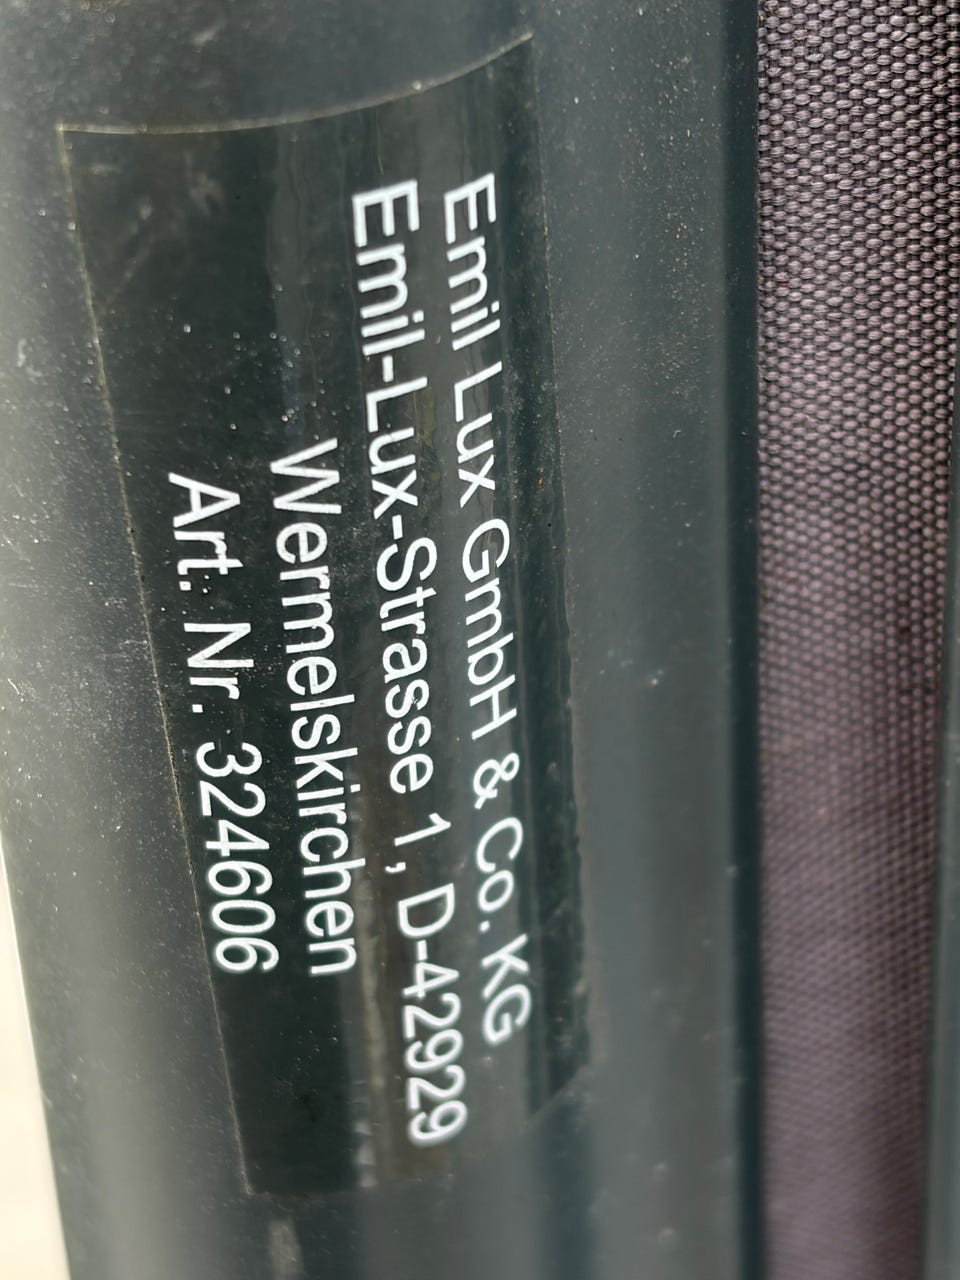 Emil Lux GmbH & Co. KG
Emil-Lux-Strasse 1, D-42929
Wermelskirchen
Art. Nr. 324606